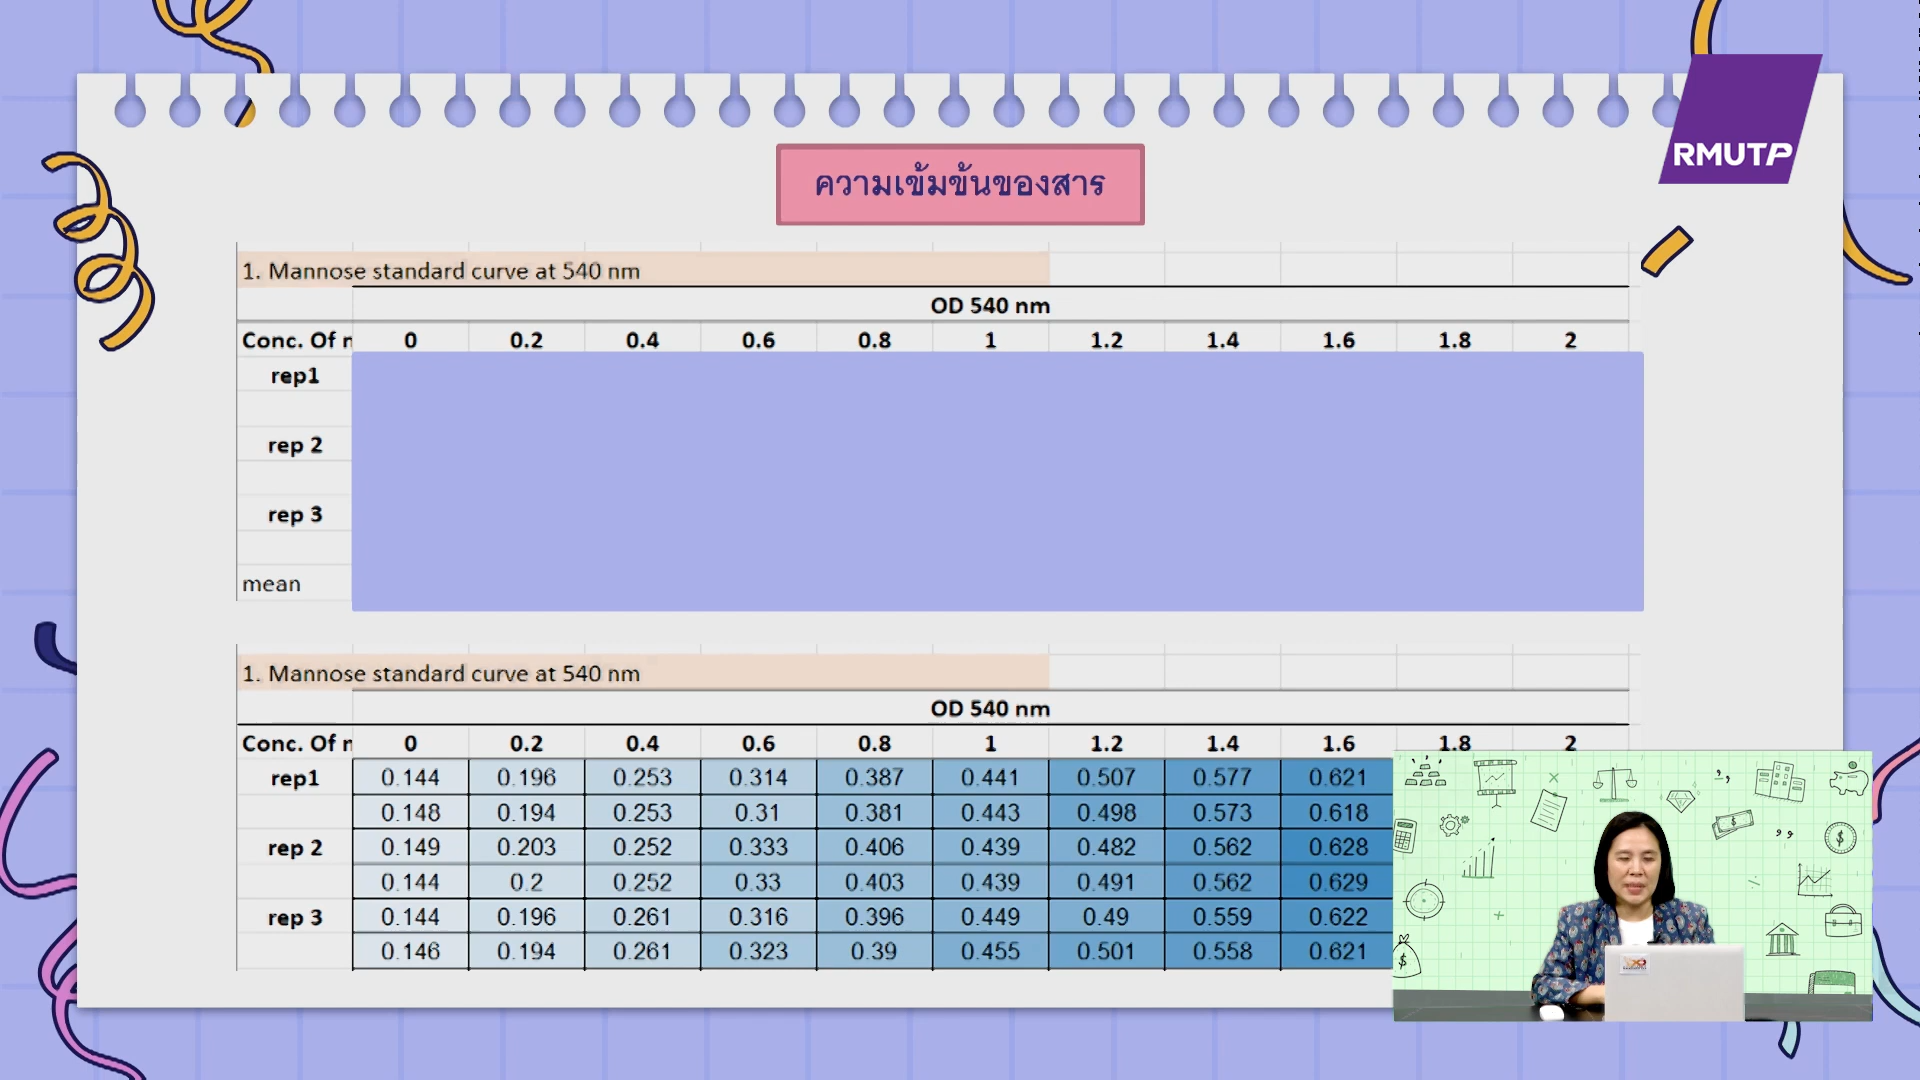 RMUTP
ความเข้มข้นของสาร
1. Mannose standard curve at 540 nm
OD 540 nm
Conc. Of 0 0.2 0.4 0.6 0.8 1 1.2 1.4 1.6 1.8 2
rep1
rep 2
rep 3
mean
1. Mannose standard curve at 540 nm
OD 540 nm
Conc. Of 0 0.2 0.4 0.6 0.8 1 1.2 1.4 1.6 1.8 2
rep1 0.144 0.196 0.253 0.314 0.387 0.441 0.507 0.577 0.621
0.148 0.194 0.253 0.31 0.381 0.443 0.498 0.573 0.618
rep 2 0.149 0.203 0.252 0.333 0.406 0.439 0.482 0.562 0.628
0.144 0.2 0.252 0.33 0.403 0.439 0.491 0.562 0.629
rep 3 0.144 0.196 0.261 0.316 0.396 0.449 0.49 0.559 0.622
0.146 0.194 0.261 0.323 0.39 0.455 0.501 0.558 0.621